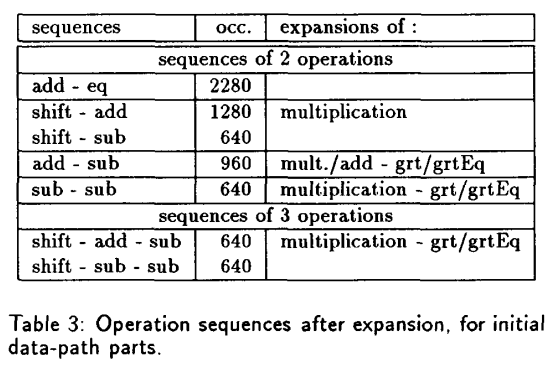 sequences occ. expansions of :
sequences of 2 operations
add - eq 2280
shift - add 1280 multiplication
shift - sub 640
add - sub 960 mult./add - grt/grtEq
sub - sub 640 multiplication - grt/grtEq
sequences of 3 operations
shift - add - sub 640 multiplication - grt/grtEq
shift - sub - sub 640
Table 3: Operation sequences after expansion, for initial
data-path parts.